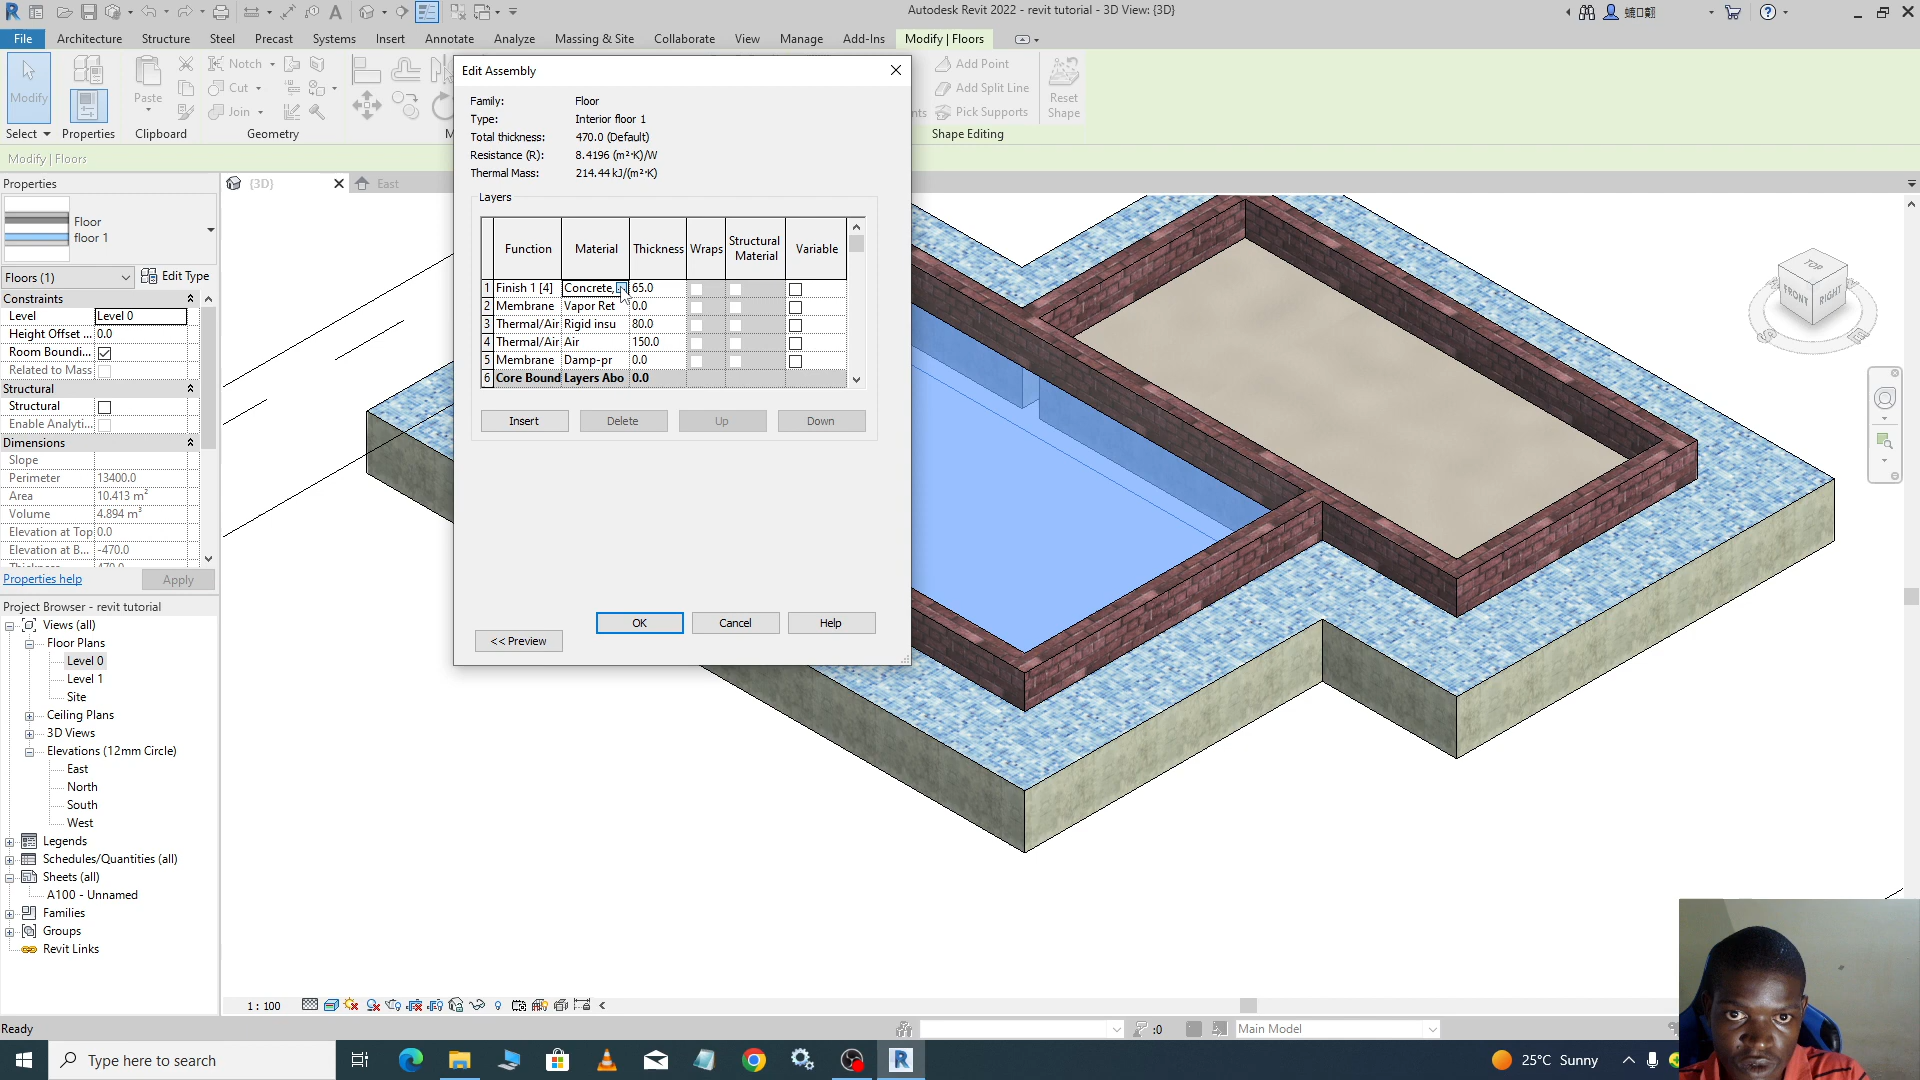 Autodesk Revit 2022 - revit tutorial - 3D View: {3D}
File Architecture Structure Steel Precast Systems Insert Annotate Analyze Massing & Site Collaborate View Manage Add-Ins Modify | Floors
Modify
Paste
Notch
Cut
Join
Add Point
Add Split Line
Pick Supports
Reset
Shape
Select Properties Clipboard Geometry Shape Editing
Modify | Floors
Properties
{3D}
East
Floor
floor 1
Floors (1)
Edit Type
Constraints
Level Level 0
Height Offset ... 0.0
Room Boundi...
Related to Mass
Structural
Structural
Enable Analyti...
Dimensions
Slope
Perimeter 13400.0
Area 10.413 m²
Volume 4.894 m³
Elevation at Top 0.0
Elevation at B... -470.0
Thickness 470.0
Properties help
Apply
Project Browser - revit tutorial
Views (all)
Floor Plans
Level 0
Level 1
Site
Ceiling Plans
3D Views
Elevations (12mm Circle)
East
North
South
West
Legends
Schedules/Quantities (all)
Sheets (all)
A100 - Unnamed
Families
Groups
Revit Links
Edit Assembly
Family: Floor
Type: Interior floor 1
Total thickness: 470.0 (Default)
Resistance (R): 8.4196 (m²·K)/W
Thermal Mass: 214.44 kJ/(m²·K)
Layers
Function Material Thickness Wraps Structural Material Variable
1 Finish 1 [4] Concrete, 65.0
2 Membrane Vapor Ret 0.0
3 Thermal/Air Rigid insu 80.0
4 Thermal/Air Air 150.0
5 Membrane Damp-pr 0.0
6 Core Bound Layers Abo 0.0
Insert Delete Up Down
OK Cancel Help
<< Preview
TOP
FRONT RIGHT
1 : 100
Ready
:0
Main Model
Type here to search
25°C Sunny